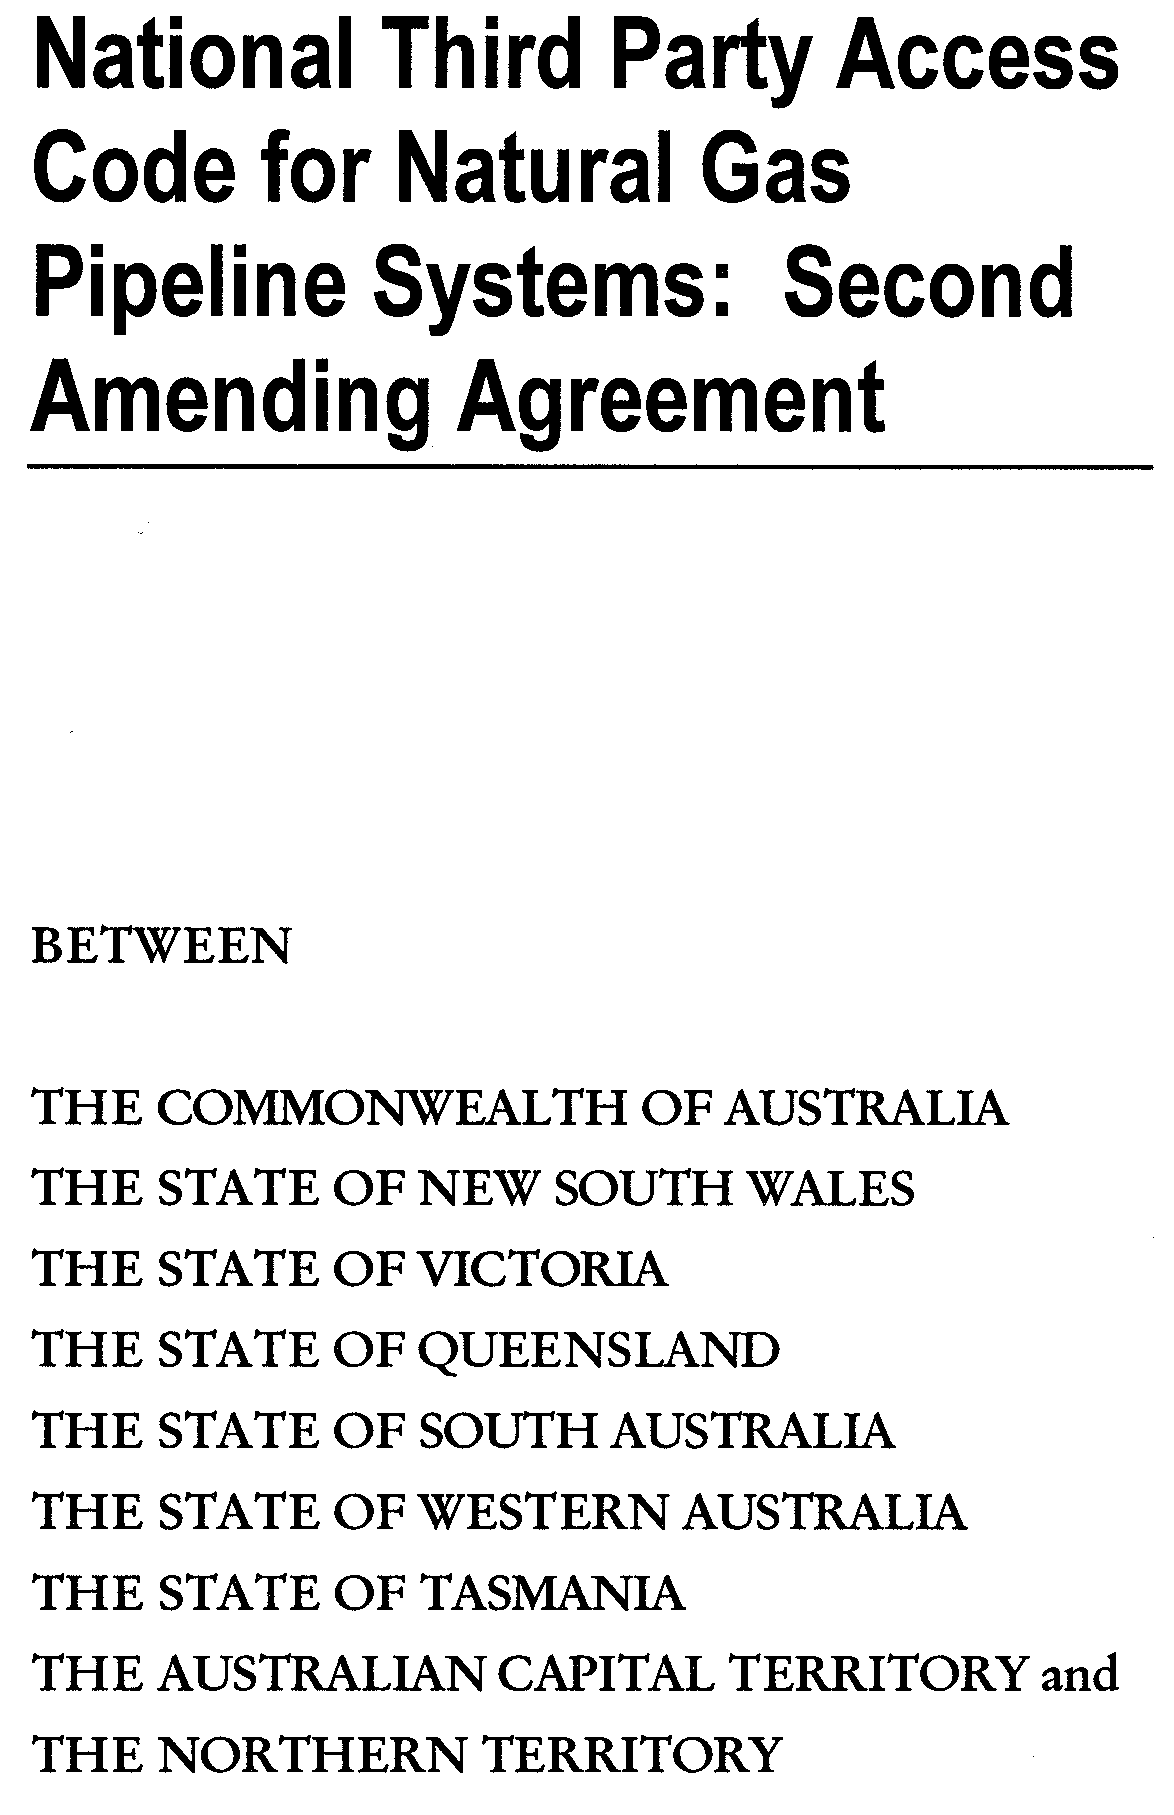 National Third Party Access
Code for Natural Gas
Pipeline Systems: Second
Amending Agreement
BETWEEN
THE COMMONWEALTH OF AUSTRALIA
THE STATE OF NEW SOUTH WALES
THE STATE OF VICTORIA
THE STATE OF QUEENSLAND
THE STATE OF SOUTH AUSTRALIA
THE STATE OF WESTERN AUSTRALIA
THE STATE OF TASMANIA
THE AUSTRALIAN CAPITAL TERRITORY and
THE NORTHERN TERRITORY